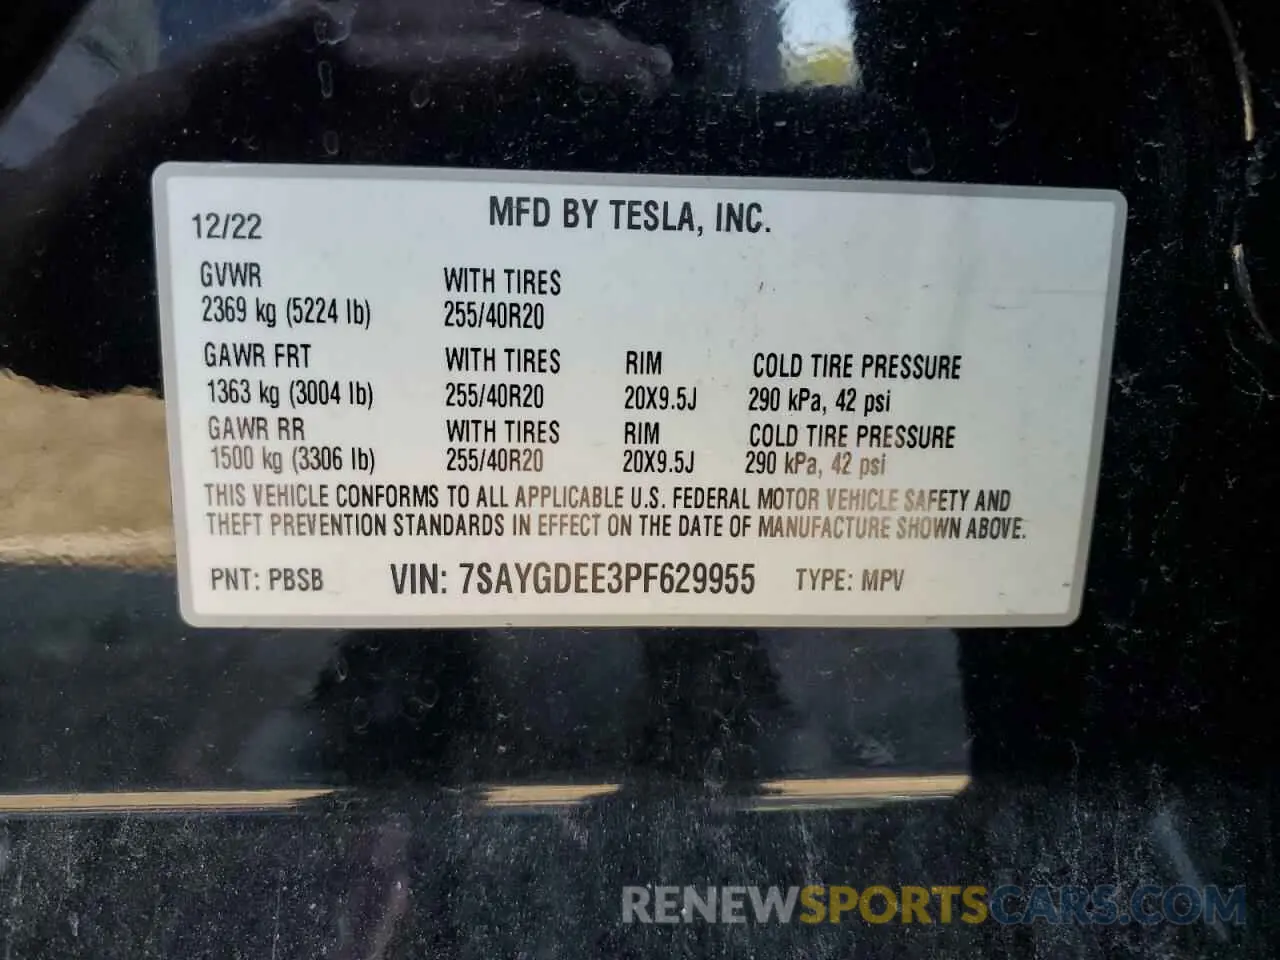 MFD BY TESLA, INC.
12/22
GVWR WITH TIRES
2369 kg (5224 lb) 255/40R20
GAWR FRT WITH TIRES RIM COLD TIRE PRESSURE
1363 kg (3004 lb) 255/40R20 20X9.5J 290 kPa, 42 psi
GAWR RR WITH TIRES RIM COLD TIRE PRESSURE
1500 kg (3306 lb) 255/40R20 20X9.5J 290 kPa, 42 psi
THIS VEHICLE CONFORMS TO ALL APPLICABLE U.S. FEDERAL MOTOR VEHICLE SAFETY AND
THEFT PREVENTION STANDARDS IN EFFECT ON THE DATE OF MANUFACTURE SHOWN ABOVE.
PNT: PBSB VIN: 7SAYGDEE3PF629955 TYPE: MPV
RENEWSPORTSCARS.COM